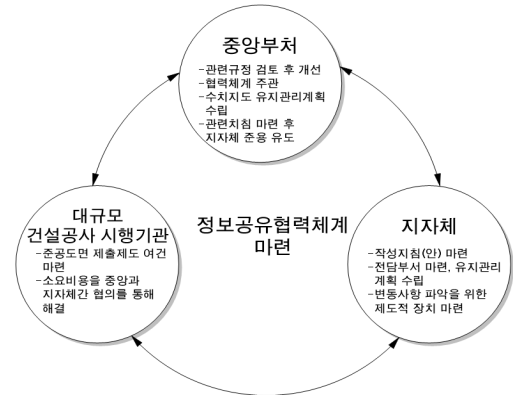 중앙부처
-관련규정 검토 후 개선
-협력체계 주관
-수치지도 유지관리계획
수립
-관련치침 마련 후
지자체 준용 유도
대규모
건설공사 시행기관
-준공도면 제출제도 여건
마련
-소요비용을 중앙과
지자체간 협의를 통해
해결
정보공유협력체계
마련
지자체
-작성지침(안) 마련
-전담부서 마련, 유지관리
계획 수립
-변동사항 파악을 위한
제도적 장치 마련